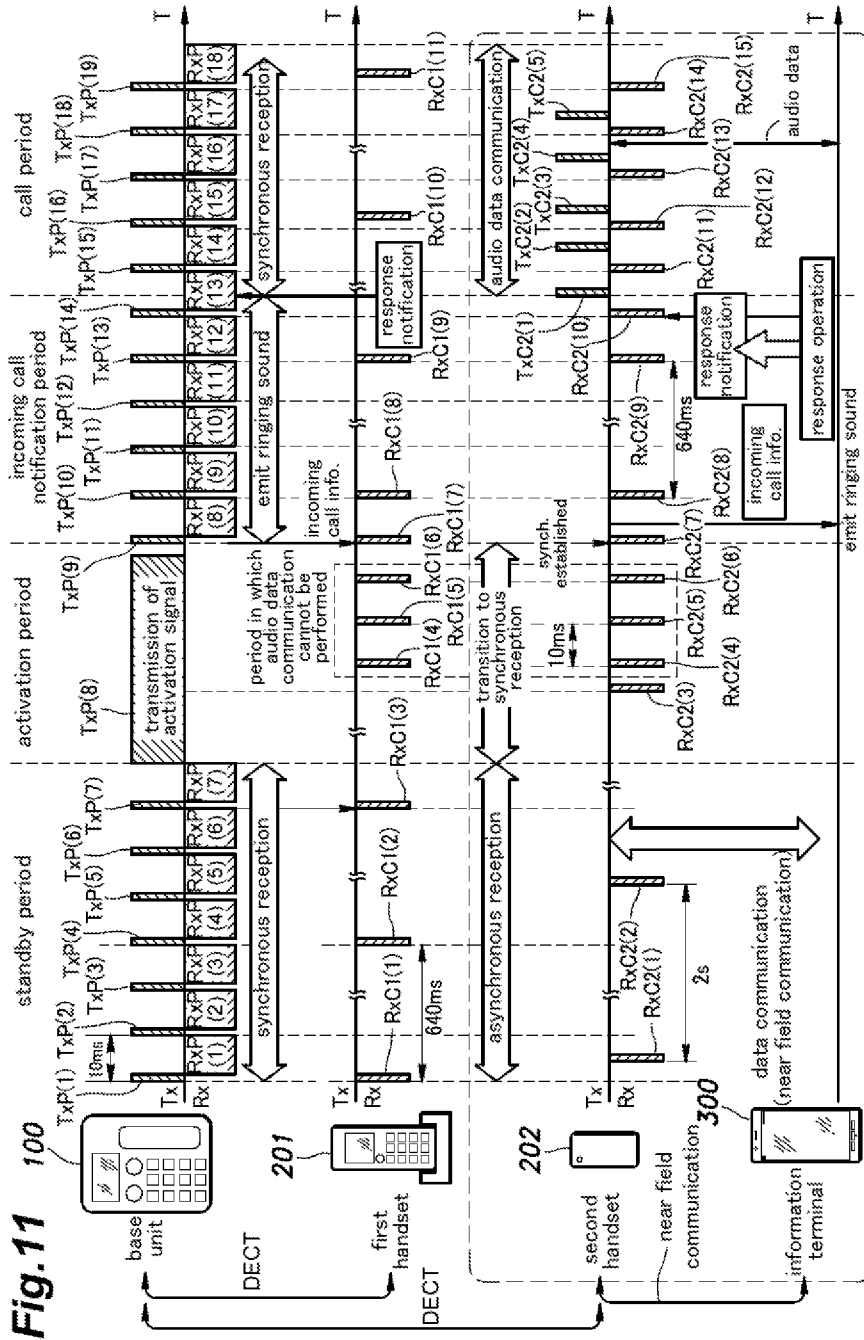 Fig.11
standby period
activation period
incoming call
notification period
call period
TxP(1)
TxP(2)
TxP(3)
TxP(4)
TxP(5)
TxP(6)
TxP(7)
TxP(8)
TxP(9)
TxP(10)
TxP(11)
TxP(12)
TxP(13)
TxP(14)
TxP(15)
TxP(16)
TxP(17)
TxP(18)
TxP(19)
10ms
transmission of
activation signal
100
base
unit
Tx
Rx
T
RxP
(1)
RxP
(2)
RxP
(3)
RxP
(4)
RxP
(5)
RxP
(6)
RxP
(7)
RxP
(8)
RxP
(9)
RxP
(10)
RxP
(11)
RxP
(12)
RxP
(13)
RxP
(14)
RxP
(15)
RxP
(16)
RxP
(17)
RxP
(18)
synchronous reception
emit ringing sound
synchronous reception
DECT
period in which
audio data
communication
cannot be
performed
incoming
call info.
response
notification
201
first
handset
Tx
Rx
T
RxC1(1)
RxC1(2)
RxC1(3)
RxC1(4)
RxC1(5)
RxC1(6)
RxC1(7)
RxC1(8)
RxC1(9)
RxC1(10)
RxC1(11)
640ms
DECT
asynchronous reception
transition to
synchronous
reception
synch.
established
audio data communication
TxC2(1)
TxC2(2)
TxC2(3)
TxC2(4)
TxC2(5)
202
second
handset
Tx
Rx
T
10ms
RxC2(1)
RxC2(2)
RxC2(3)
RxC2(4)
RxC2(5)
RxC2(6)
RxC2(7)
RxC2(8)
RxC2(9)
RxC2(10)
RxC2(11)
RxC2(12)
RxC2(13)
RxC2(14)
RxC2(15)
2s
640ms
near field
communication
data communication
(near field communication)
incoming
call info.
response
notification
response operation
audio data
300
information
terminal
emit ringing sound
T